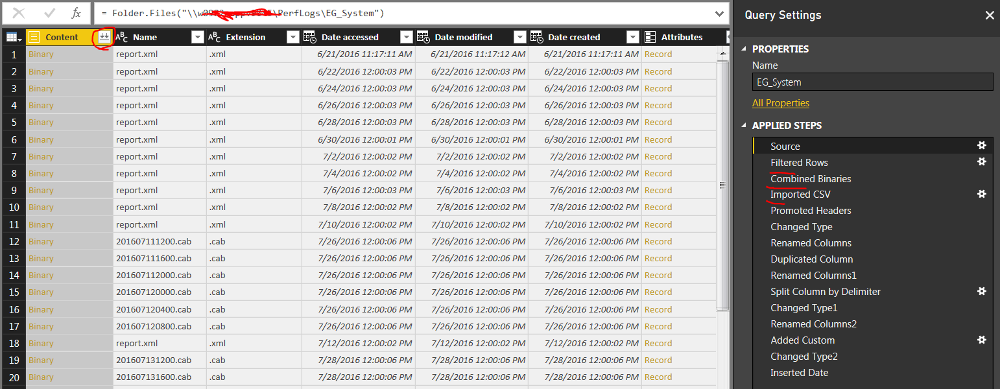 fx = Folder.Files("\\ \PerfLogs\EG_System")
Content Name Extension Date accessed Date modified Date created Attributes
1 Binary report.xml .xml 6/21/2016 11:17:11 AM 6/21/2016 11:17:12 AM 6/21/2016 11:17:11 AM Record
2 Binary report.xml .xml 6/22/2016 12:00:03 PM 6/22/2016 12:00:03 PM 6/22/2016 12:00:03 PM Record
3 Binary report.xml .xml 6/24/2016 12:00:03 PM 6/24/2016 12:00:03 PM 6/24/2016 12:00:03 PM Record
4 Binary report.xml .xml 6/26/2016 12:00:03 PM 6/26/2016 12:00:03 PM 6/26/2016 12:00:03 PM Record
5 Binary report.xml .xml 6/28/2016 12:00:03 PM 6/28/2016 12:00:03 PM 6/28/2016 12:00:03 PM Record
6 Binary report.xml .xml 6/30/2016 12:00:01 PM 6/30/2016 12:00:01 PM 6/30/2016 12:00:01 PM Record
7 Binary report.xml .xml 7/2/2016 12:00:02 PM 7/2/2016 12:00:02 PM 7/2/2016 12:00:02 PM Record
8 Binary report.xml .xml 7/4/2016 12:00:02 PM 7/4/2016 12:00:02 PM 7/4/2016 12:00:02 PM Record
9 Binary report.xml .xml 7/6/2016 12:00:03 PM 7/6/2016 12:00:03 PM 7/6/2016 12:00:03 PM Record
10 Binary report.xml .xml 7/8/2016 12:00:02 PM 7/8/2016 12:00:02 PM 7/8/2016 12:00:02 PM Record
11 Binary report.xml .xml 7/10/2016 12:00:02 PM 7/10/2016 12:00:02 PM 7/10/2016 12:00:02 PM Record
12 Binary 201607111200.cab .cab 7/26/2016 12:00:06 PM 7/26/2016 12:00:06 PM 7/26/2016 12:00:06 PM Record
13 Binary 201607111600.cab .cab 7/26/2016 12:00:06 PM 7/26/2016 12:00:06 PM 7/26/2016 12:00:06 PM Record
14 Binary 201607112000.cab .cab 7/26/2016 12:00:06 PM 7/26/2016 12:00:06 PM 7/26/2016 12:00:06 PM Record
15 Binary 201607120000.cab .cab 7/26/2016 12:00:06 PM 7/26/2016 12:00:06 PM 7/26/2016 12:00:06 PM Record
16 Binary 201607120400.cab .cab 7/26/2016 12:00:06 PM 7/26/2016 12:00:06 PM 7/26/2016 12:00:06 PM Record
17 Binary 201607120800.cab .cab 7/26/2016 12:00:06 PM 7/26/2016 12:00:06 PM 7/26/2016 12:00:06 PM Record
18 Binary report.xml .xml 7/12/2016 12:00:02 PM 7/12/2016 12:00:02 PM 7/12/2016 12:00:02 PM Record
19 Binary 201607131200.cab .cab 7/28/2016 12:00:06 PM 7/28/2016 12:00:06 PM 7/28/2016 12:00:06 PM Record
20 Binary 201607131600.cab .cab 7/28/2016 12:00:06 PM 7/28/2016 12:00:06 PM 7/28/2016 12:00:06 PM Record
Query Settings
PROPERTIES
Name
EG_System
All Properties
APPLIED STEPS
Source
Filtered Rows
Combined Binaries
Imported CSV
Promoted Headers
Changed Type
Renamed Columns
Duplicated Column
Renamed Columns1
Split Column by Delimiter
Changed Type1
Renamed Columns2
Added Custom
Changed Type2
Inserted Date